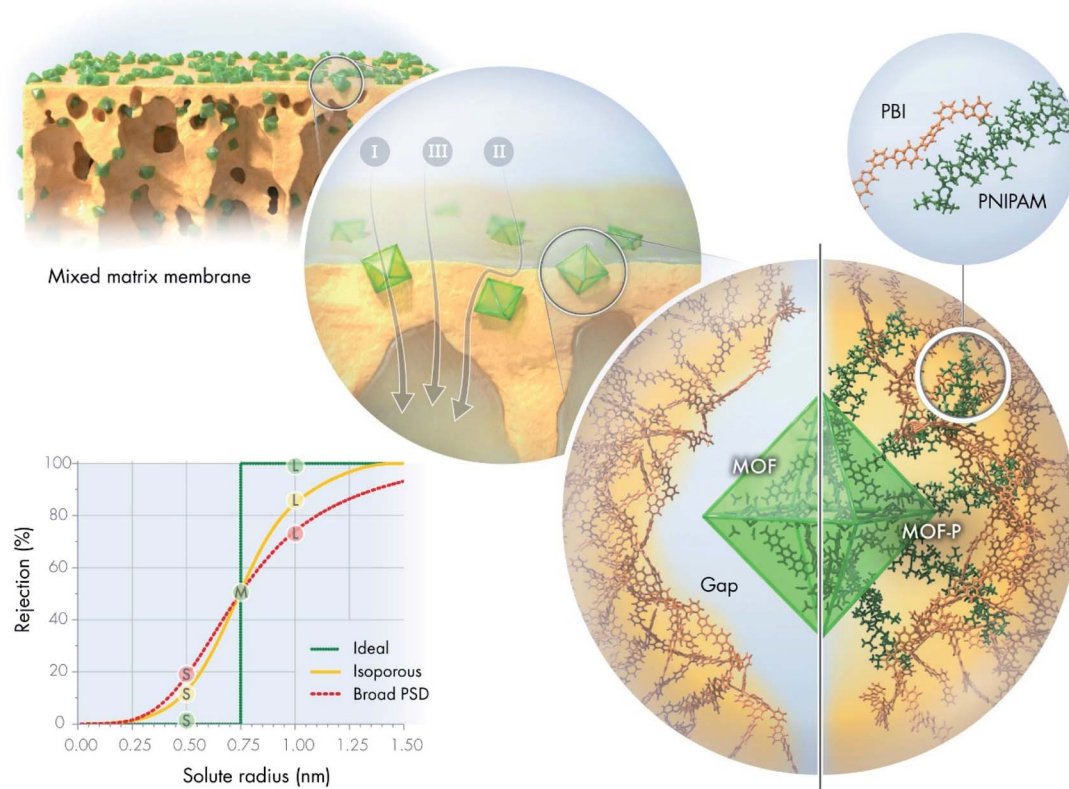 Mixed matrix membrane
I
III
II
PBI
PNIPAM
MOF
MOF-P
Gap
Rejection (%)
100
80
60
40
20
0
L
L
L
M
S
S
S
Ideal
Isoporous
Broad PSD
0.00 0.25 0.50 0.75 1.00 1.25 1.50
Solute radius (nm)